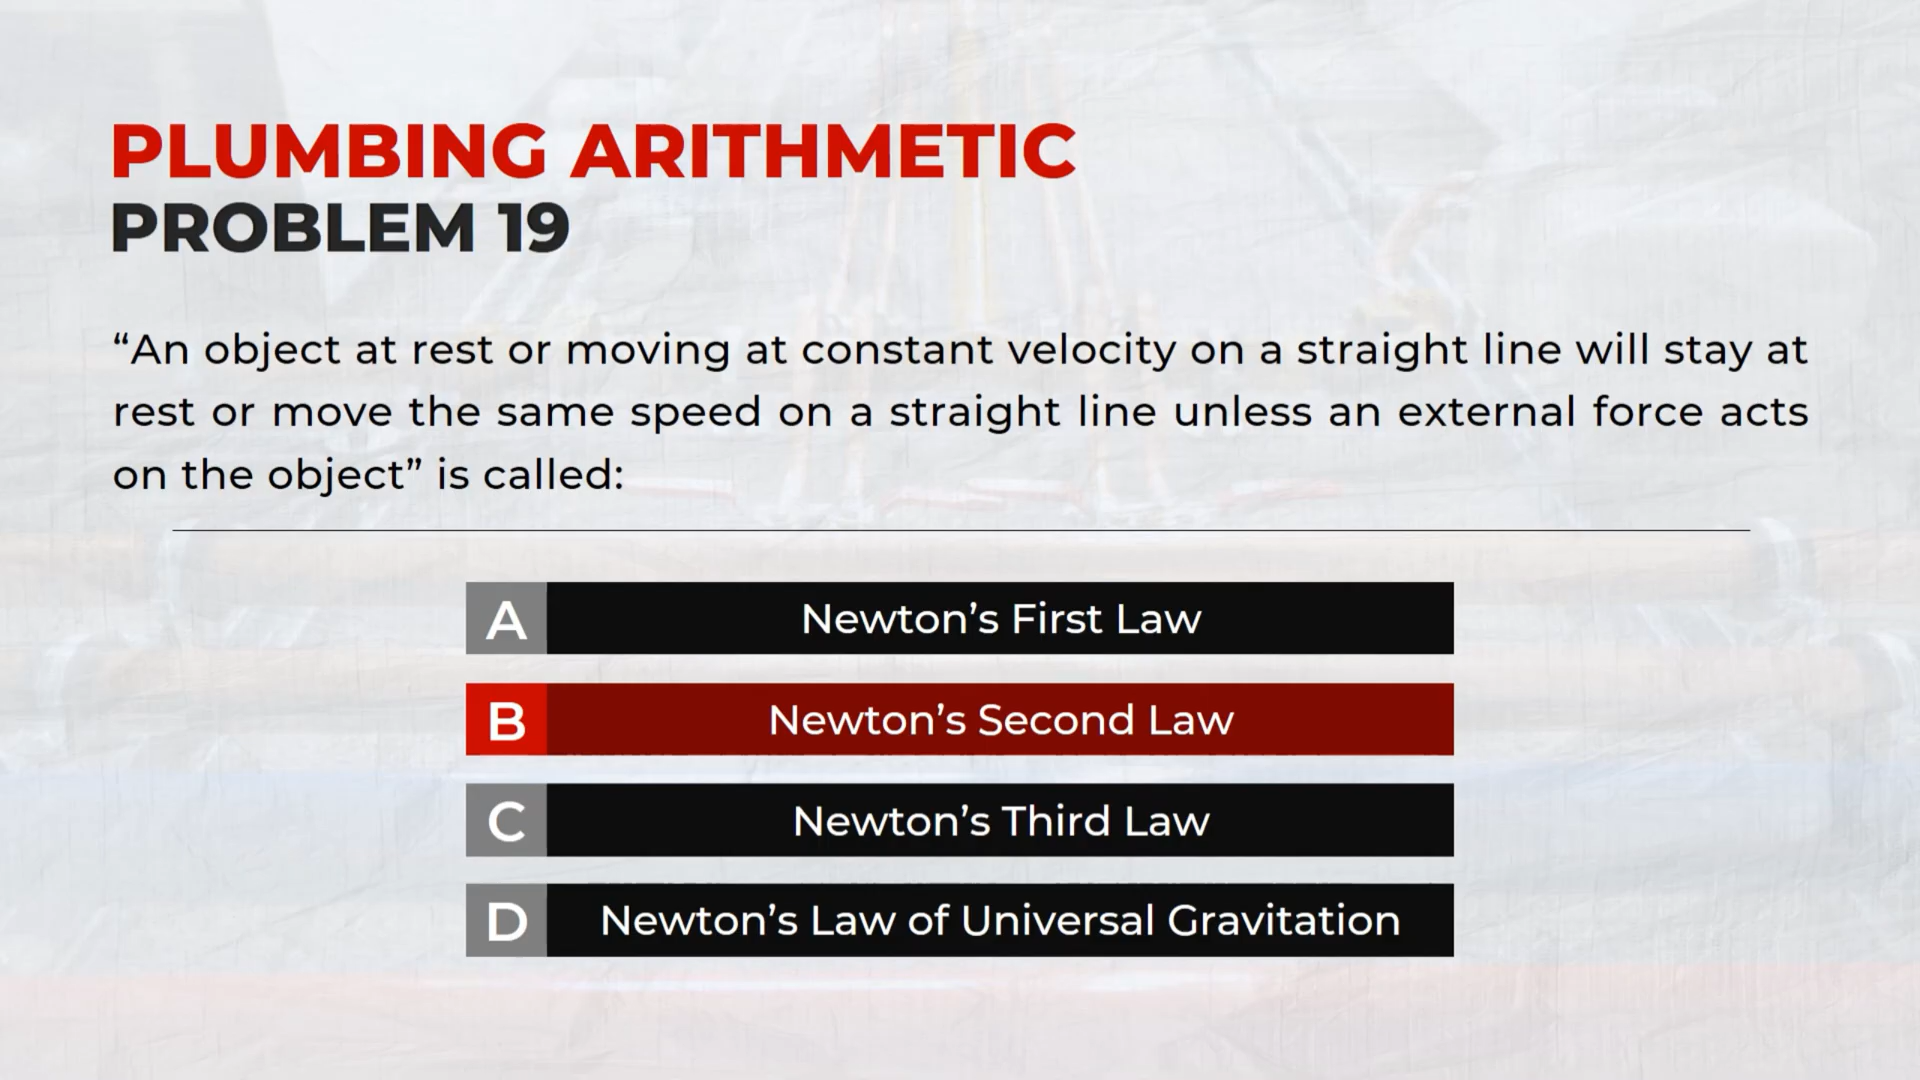 PLUMBING ARITHMETIC
PROBLEM 19
“An object at rest or moving at constant velocity on a straight line will stay at
rest or move the same speed on a straight line unless an external force acts
on the object” is called:
A Newton’s First Law
B Newton’s Second Law
C Newton’s Third Law
D Newton’s Law of Universal Gravitation